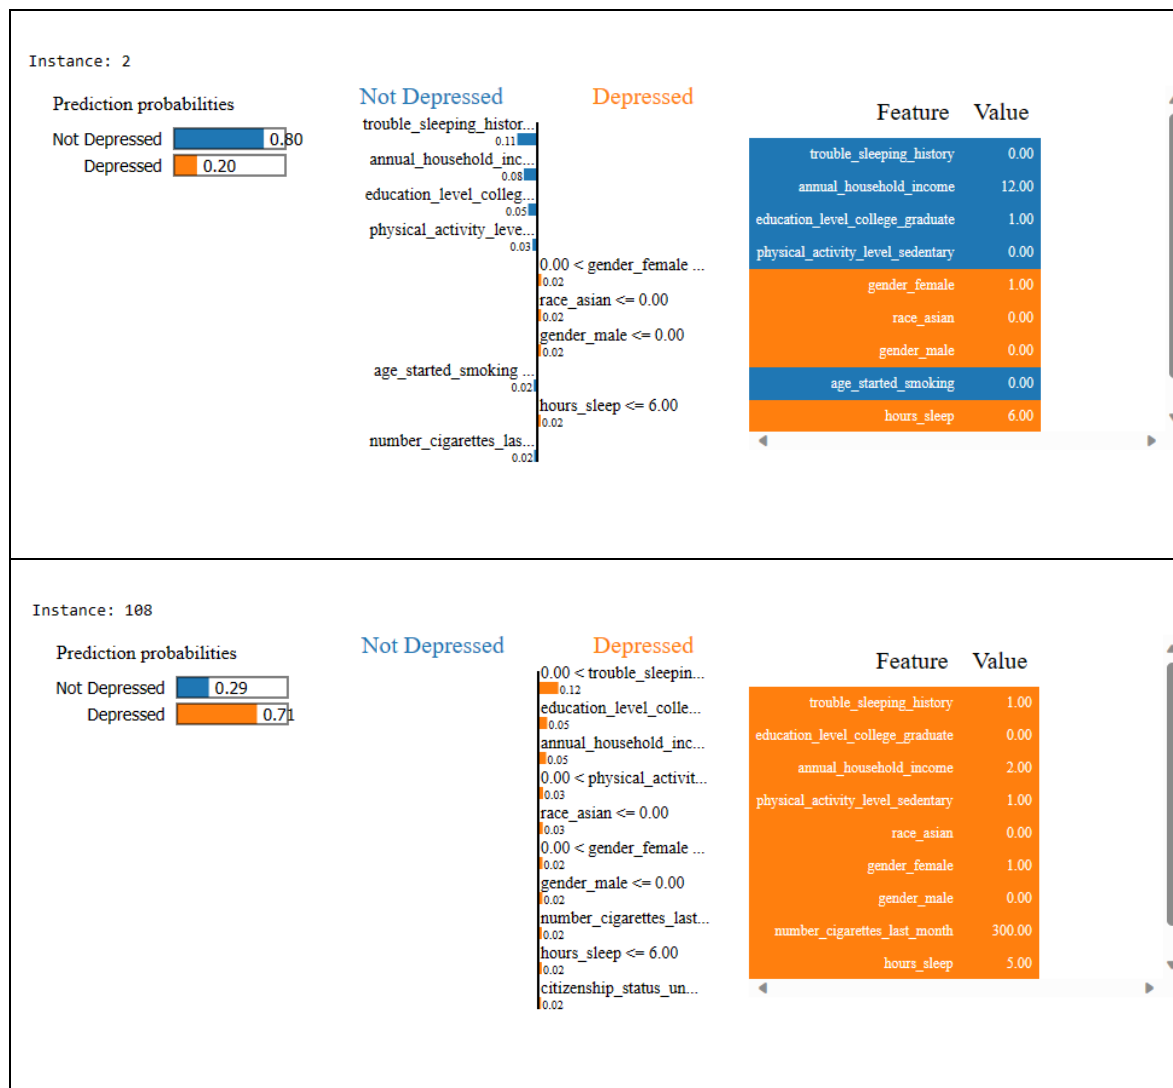 Instance: 2
Prediction probabilities
Not Depressed 0.80
Depressed 0.20
Not Depressed Depressed
trouble_sleeping_histor...
0.11
annual_household_inc...
0.08
education_level_colleg...
0.05
physical_activity_leve...
0.03
0.00 < gender_female ...
0.02
race_asian <= 0.00
0.02
gender_male <= 0.00
0.02
age_started_smoking ...
0.02
hours_sleep <= 6.00
0.02
number_cigarettes_las...
0.02
Feature Value
trouble_sleeping_history 0.00
annual_household_income 12.00
education_level_college_graduate 1.00
physical_activity_level_sedentary 0.00
gender_female 1.00
race_asian 0.00
gender_male 0.00
age_started_smoking 0.00
hours_sleep 6.00
Instance: 108
Prediction probabilities
Not Depressed 0.29
Depressed 0.71
Not Depressed Depressed
0.00 < trouble_sleepin...
0.12
education_level_colle...
0.05
annual_household_inc...
0.05
0.00 < physical_activit...
0.03
race_asian <= 0.00
0.03
0.00 < gender_female ...
0.02
gender_male <= 0.00
0.02
number_cigarettes_last...
0.02
hours_sleep <= 6.00
0.02
citizenship_status_un...
0.02
Feature Value
trouble_sleeping_history 1.00
education_level_college_graduate 0.00
annual_household_income 2.00
physical_activity_level_sedentary 1.00
race_asian 0.00
gender_female 1.00
gender_male 0.00
number_cigarettes_last_month 300.00
hours_sleep 5.00